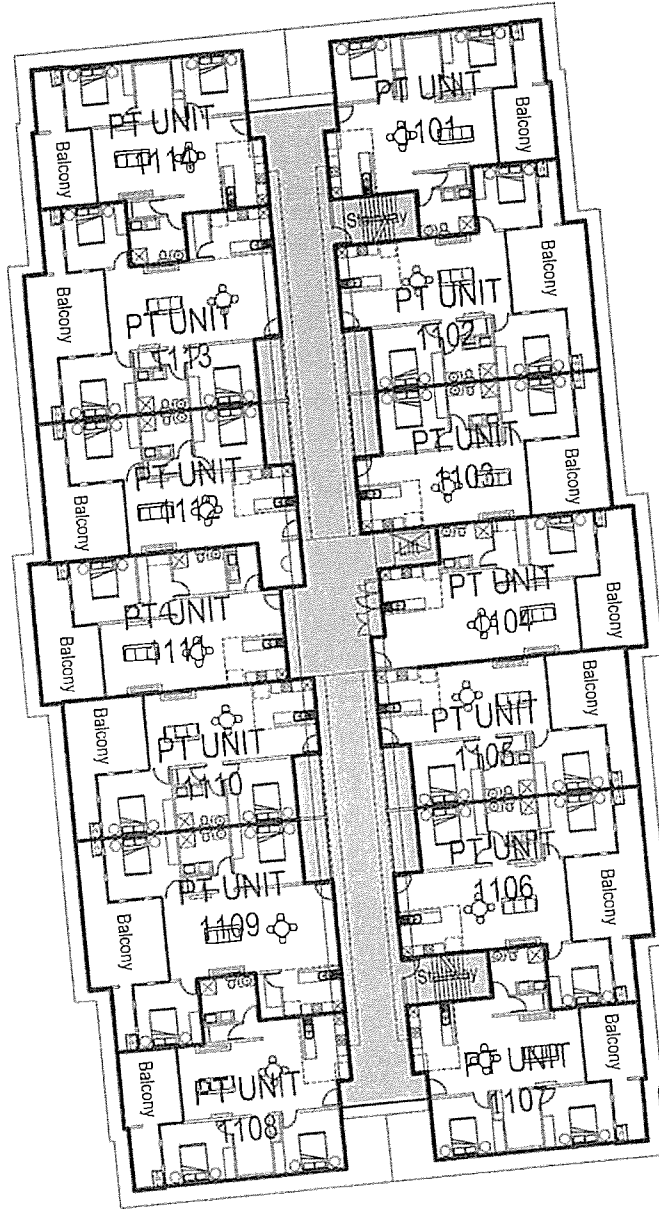 PT UNIT
1114
Balcony
PT UNIT
1101
Balcony
Stairway
Balcony
PT UNIT
1113
Balcony
PT UNIT
1102
Balcony
PT UNIT
1112
PT UNIT
1103
Balcony
Lift
Balcony
PT UNIT
1111
PT UNIT
1104
Balcony
Balcony
PT UNIT
1110
PT UNIT
1105
Balcony
Balcony
PT UNIT
1109
PT UNIT
1106
Balcony
Stairway
Balcony
PT UNIT
1108
PT UNIT
1107
Balcony